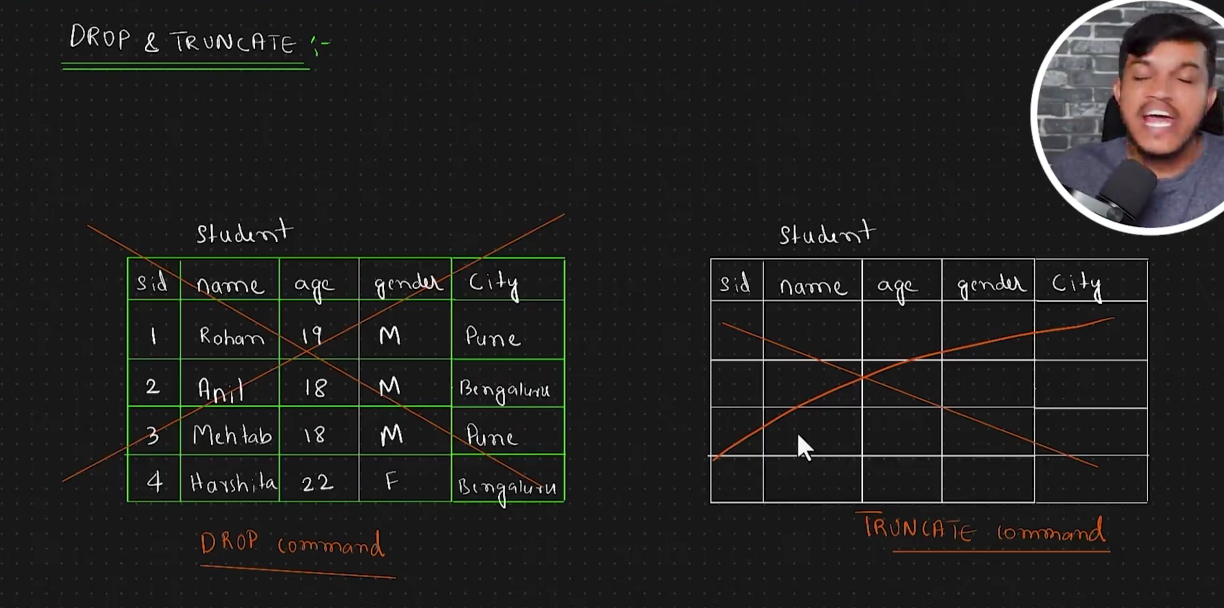 DROP & TRUNCATE :-
Student
sid name age gender City
1 Rohan 19 M Pune
2 Anil 18 M Bengaluru
3 Mehtab 18 M Pune
4 Harshita 22 F Bengaluru
DROP command
Student
sid name age gender City
TRUNCATE command